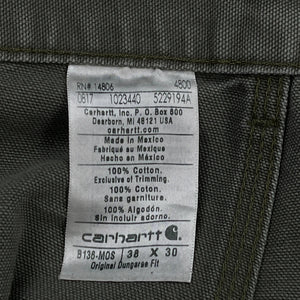 RN# 14806 4800
0817 1023440 5229194A
Carhartt, Inc. P. O. Box 600
Dearborn, MI 48121 USA
carhartt.com
Made in Mexico
Fabriqué au Mexique
Hecho en México
100% Cotton.
Exclusive of Trimming.
100% Coton.
Sans garniture.
100% Algodón.
Sin incluir adorno.
carhartt
B138-MOS 38 X 30
Original Dungaree Fit